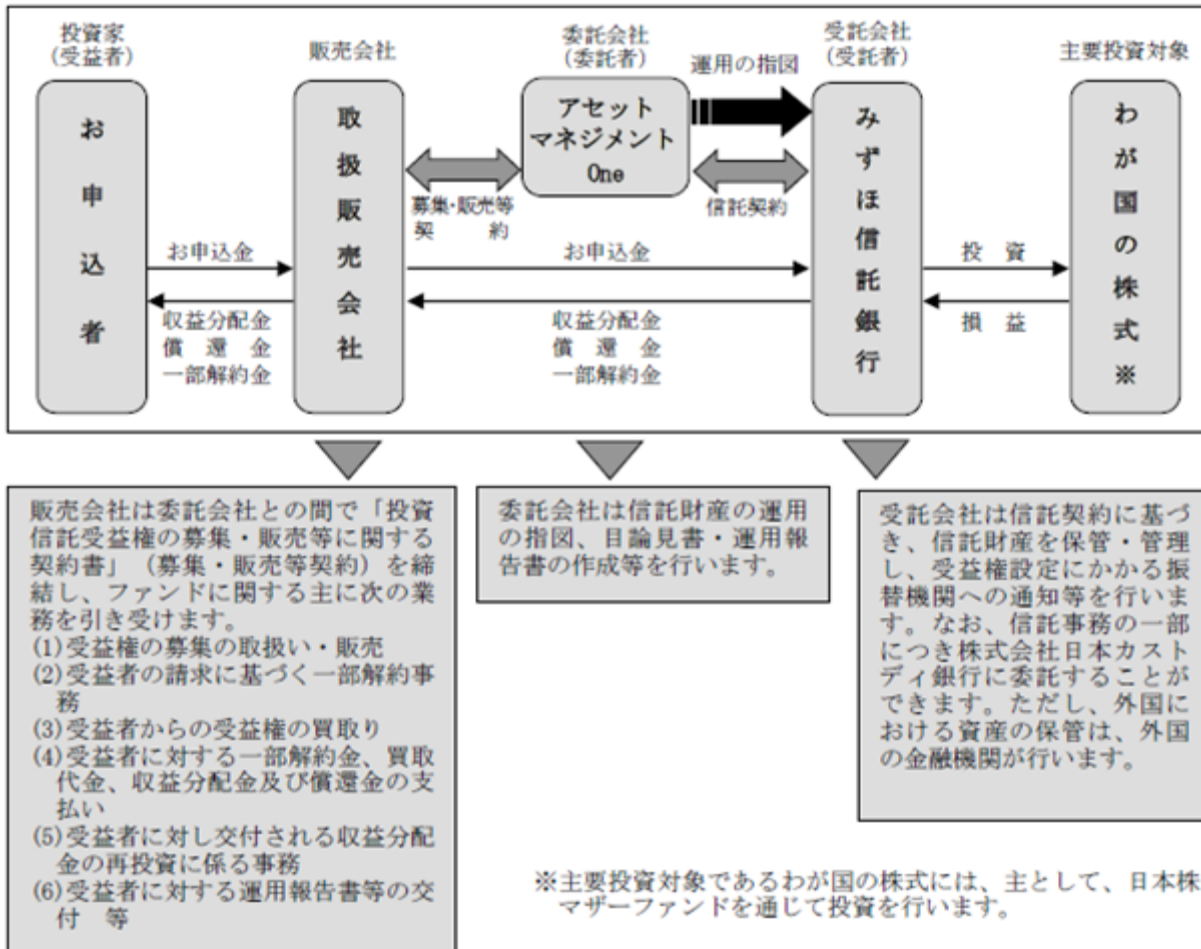 投資家
(受益者)
販売会社
委託会社
(委託者)
受託会社
(受託者)
主要投資対象
運用の指図
お申込者
取扱販売会社
アセット
マネジメント
One
みずほ信託銀行
わが国の株式※
募集・販売等
契　約
信託契約
お申込金
お申込金
投　資
収益分配金
償　還　金
一部解約金
収益分配金
償　還　金
一部解約金
損　益
販売会社は委託会社との間で「投資
信託受益権の募集・販売等に関する
契約書」（募集・販売等契約）を締
結し、ファンドに関する主に次の業
務を引き受けます。
(1)受益権の募集の取扱い・販売
(2)受益者の請求に基づく一部解約事
務
(3)受益者からの受益権の買取り
(4)受益者に対する一部解約金、買取
代金、収益分配金及び償還金の支
払い
(5)受益者に対し交付される収益分配
金の再投資に係る事務
(6)受益者に対する運用報告書等の交
付　等
委託会社は信託財産の運用
の指図、目論見書・運用報
告書の作成等を行います。
受託会社は信託契約に基づ
き、信託財産を保管・管理
し、受益権設定にかかる振
替機関への通知等を行いま
す。なお、信託事務の一部
につき株式会社日本カスト
ディ銀行に委託することが
できます。ただし、外国に
おける資産の保管は、外国
の金融機関が行います。
※主要投資対象であるわが国の株式には、主として、日本株
マザーファンドを通じて投資を行います。